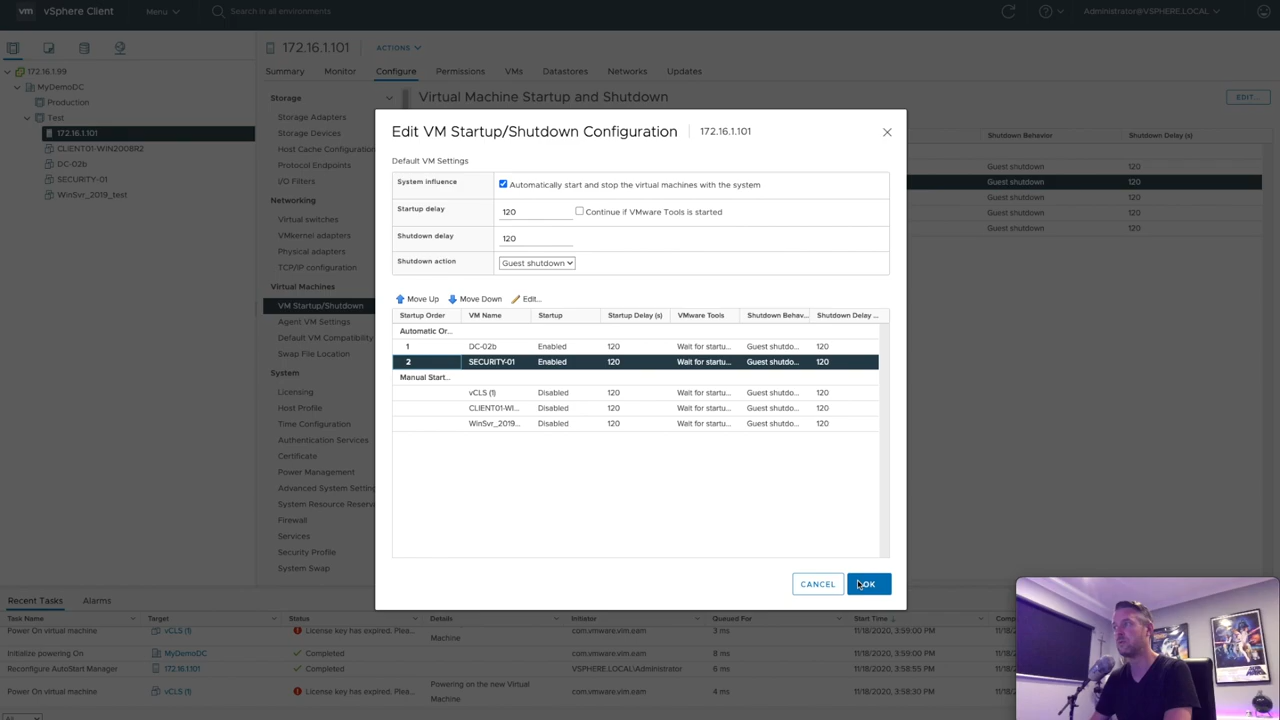 vm vSphere Client Menu Search in all environments Administrator@VSPHERE.LOCAL
172.16.1.101 ACTIONS
Summary Monitor Configure Permissions VMs Datastores Networks Updates
172.16.1.99
MyDemoDC
Production
Test
172.16.1.101
CLIENT01-WIN2008R2
DC-02b
SECURITY-01
WinSvr_2019_test
Storage
Storage Adapters
Storage Devices
Host Cache Configuration
Protocol Endpoints
I/O Filters
Networking
Virtual switches
VMkernel adapters
Physical adapters
TCP/IP configuration
Virtual Machines
VM Startup/Shutdown
Agent VM Settings
Default VM Compatibility
Swap File Location
System
Licensing
Host Profile
Time Configuration
Authentication Services
Certificate
Power Management
Advanced System Settings
System Resource Reserva
Firewall
Services
Security Profile
System Swap
Virtual Machine Startup and Shutdown
EDIT...
Shutdown Behavior Shutdown Delay (s)
Guest shutdown 120
Guest shutdown 120
Guest shutdown 120
Guest shutdown 120
Guest shutdown 120
Edit VM Startup/Shutdown Configuration 172.16.1.101
Default VM Settings
System influence Automatically start and stop the virtual machines with the system
Startup delay 120 Continue if VMware Tools is started
Shutdown delay 120
Shutdown action Guest shutdown
Move Up Move Down Edit...
Startup Order VM Name Startup Startup Delay (s) VMware Tools Shutdown Behav... Shutdown Delay ...
Automatic Or...
1 DC-02b Enabled 120 Wait for startu... Guest shutdo... 120
2 SECURITY-01 Enabled 120 Wait for startu... Guest shutdo... 120
Manual Start...
vCLS (1) Disabled 120 Wait for startu... Guest shutdo... 120
CLIENT01-WI... Disabled 120 Wait for startu... Guest shutdo... 120
WinSvr_2019... Disabled 120 Wait for startu... Guest shutdo... 120
CANCEL OK
Recent Tasks Alarms
Task Name Target Status Details Initiator Queued For Start Time Comp
Power On virtual machine vCLS (1) License key has expired. Plea... Machine com.vmware.vim.eam 3 ms 11/18/2020, 3:59:00 PM
Initialize powering On MyDemoDC Completed com.vmware.vim.eam 8 ms 11/18/2020, 3:59:00 PM
Reconfigure AutoStart Manager 172.16.1.101 Completed VSPHERE.LOCAL\Administrator 6 ms 11/18/2020, 3:58:55 PM
Power On virtual machine vCLS (1) License key has expired. Plea... Powering on the new Virtual Machine com.vmware.vim.eam 4 ms 11/18/2020, 3:58:30 PM